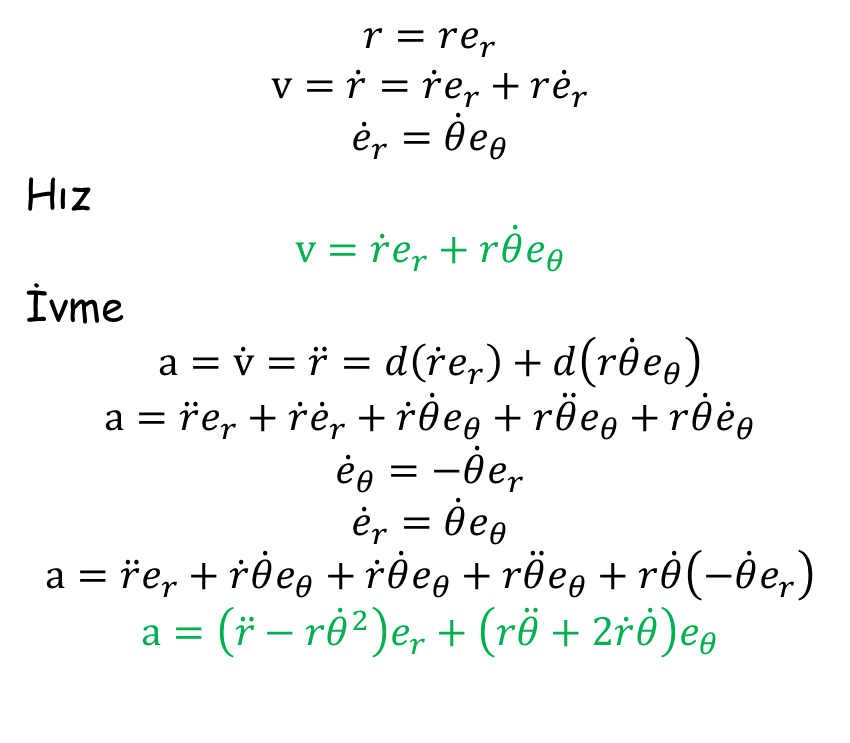 r = re_r
v = ṙ = ṙe_r + rė_r
ė_r = θ̇e_θ
Hız
v = ṙe_r + rθ̇e_θ
İvme
a = v̇ = r̈ = d(ṙe_r) + d(rθ̇e_θ)
a = r̈e_r + ṙė_r + ṙθ̇e_θ + rθ̈e_θ + rθ̇ė_θ
ė_θ = −θ̇e_r
ė_r = θ̇e_θ
a = r̈e_r + ṙθ̇e_θ + ṙθ̇e_θ + rθ̈e_θ + rθ̇(−θ̇e_r)
a = (r̈ − rθ̇²)e_r + (rθ̈ + 2ṙθ̇)e_θ